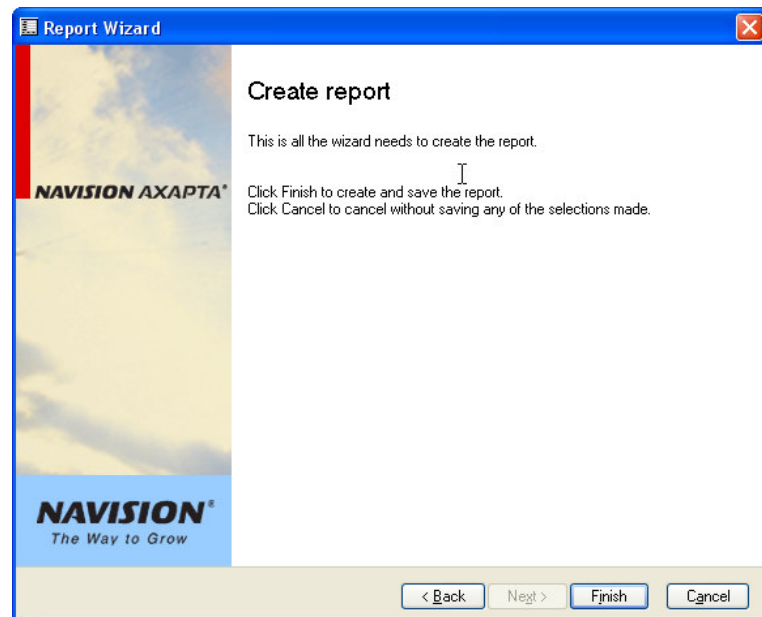 Report Wizard
Create report
This is all the wizard needs to create the report.
NAVISION AXAPTA®
Click Finish to create and save the report.
Click Cancel to cancel without saving any of the selections made.
NAVISION®
The Way to Grow
< Back Next > Finish Cancel